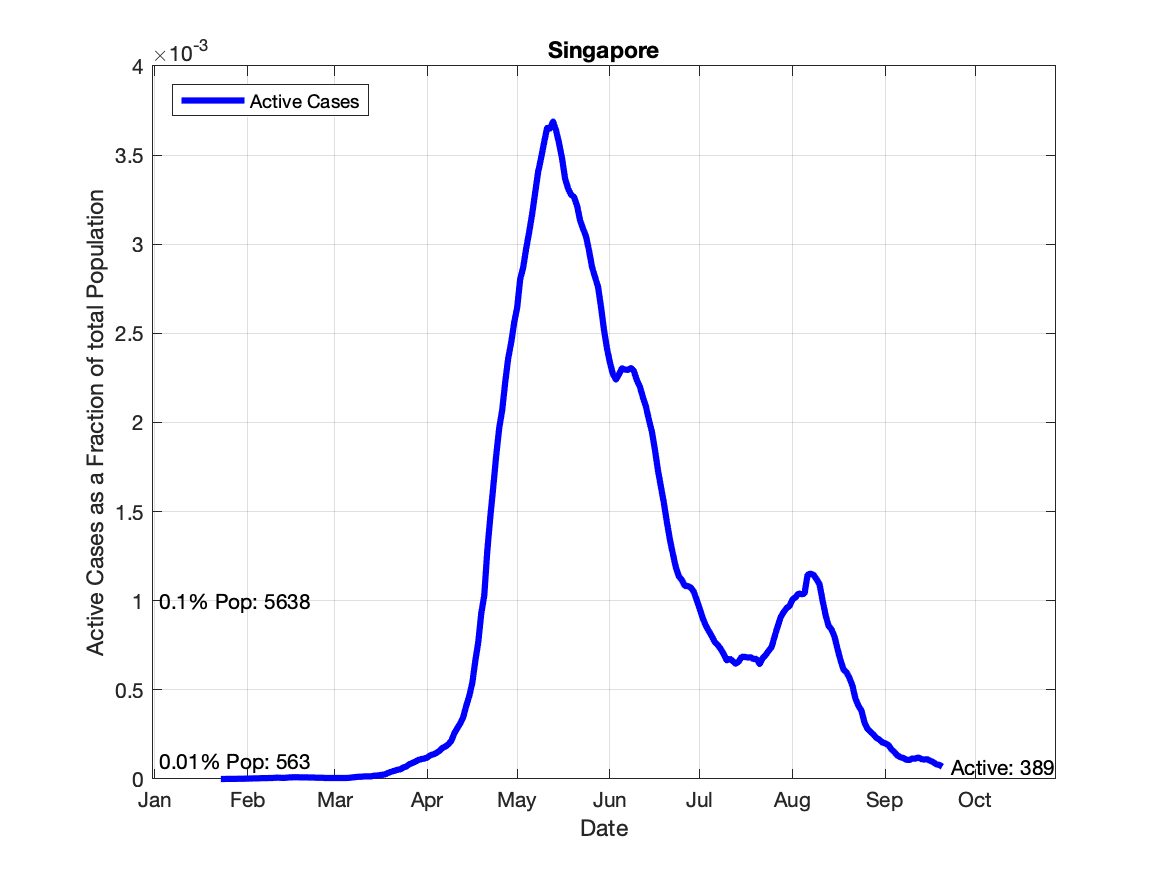 Singapore
×10-3
Active Cases
4
3.5
3
2.5
2
1.5
1
0.5
0
Active Cases as a Fraction of total Population
0.1% Pop: 5638
0.01% Pop: 563
Active: 389
Jan Feb Mar Apr May Jun Jul Aug Sep Oct
Date